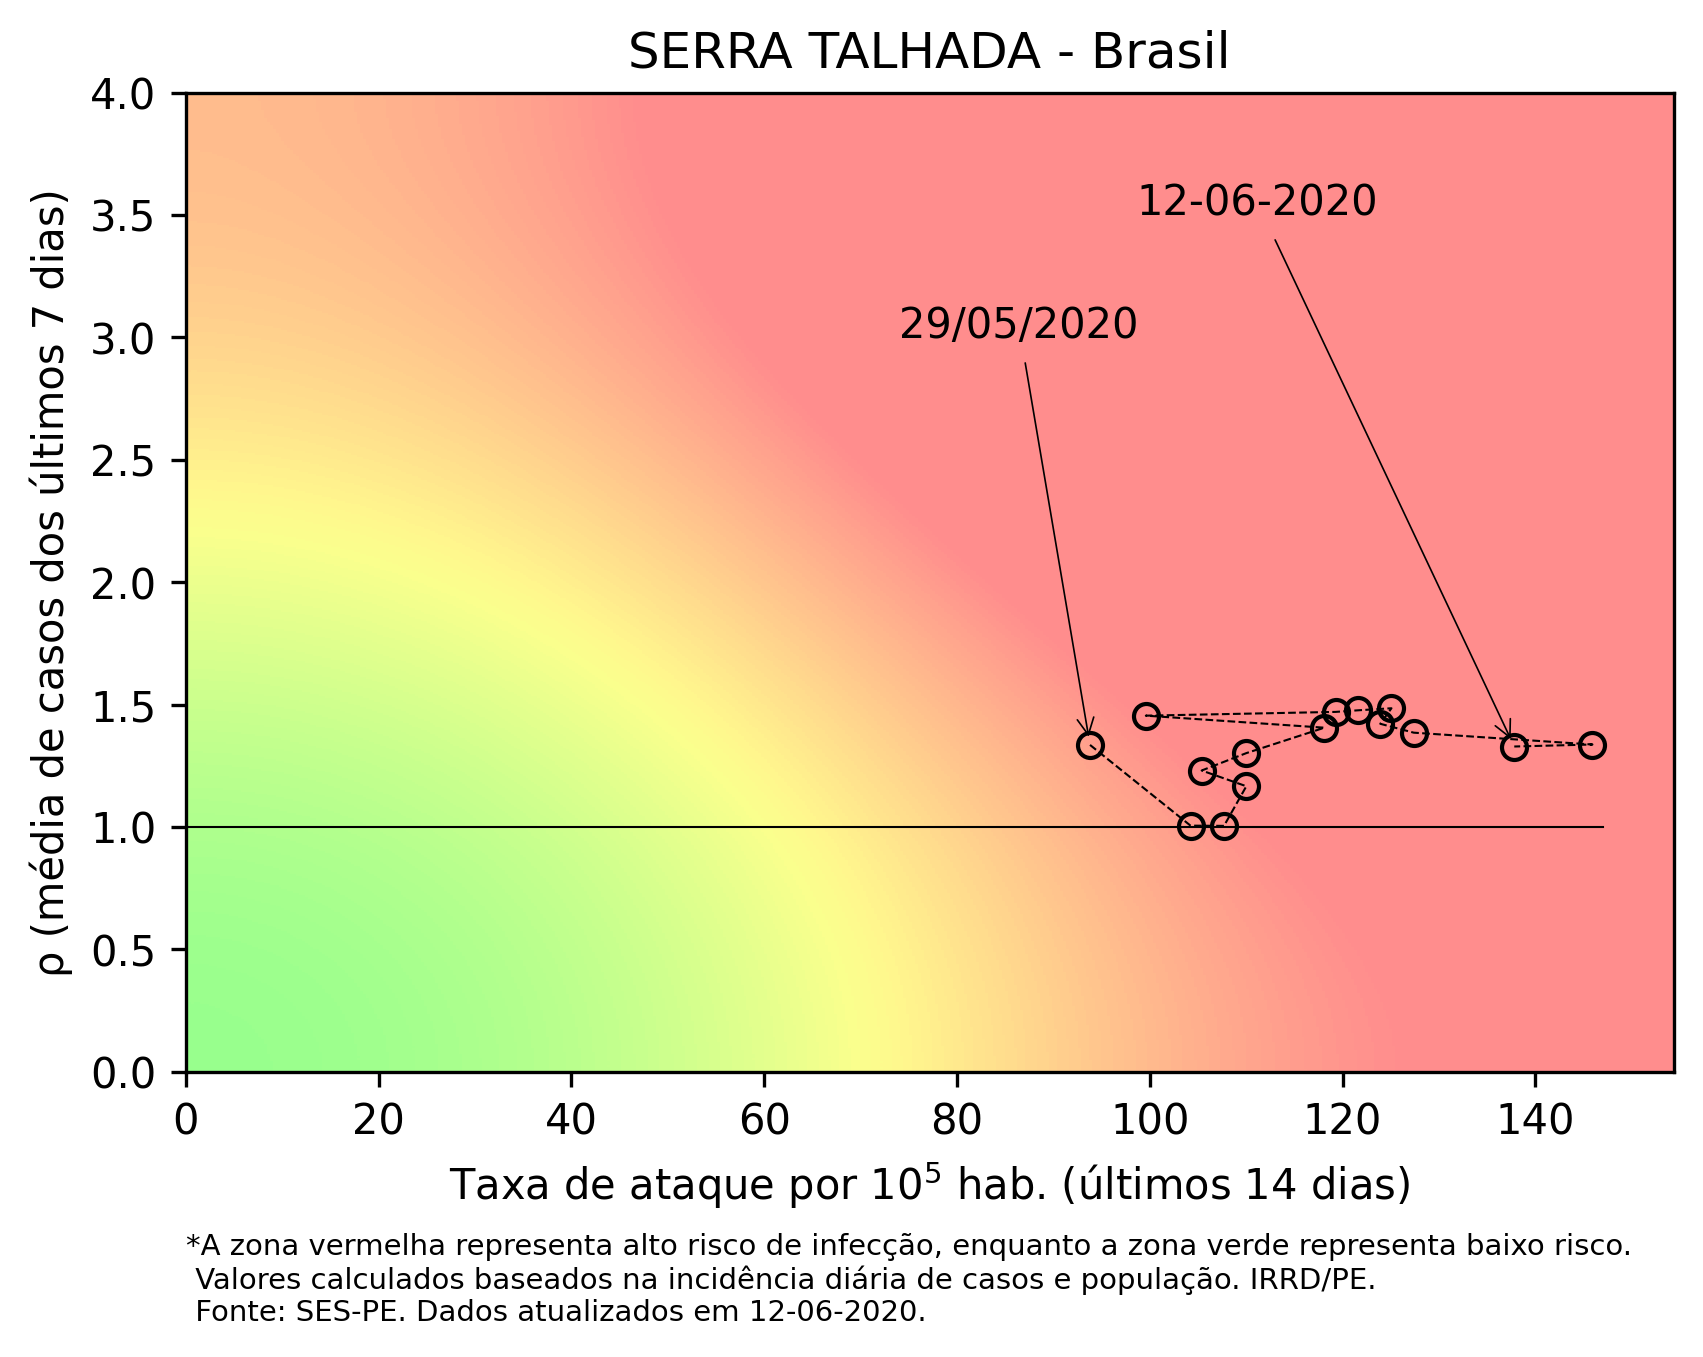 SERRA TALHADA - Brasil
4.0
3.5
3.0
2.5
2.0
1.5
1.0
0.5
0.0
ρ (média de casos dos últimos 7 dias)
12-06-2020
29/05/2020
0 20 40 60 80 100 120 140
Taxa de ataque por 10⁵ hab. (últimos 14 dias)
*A zona vermelha representa alto risco de infecção, enquanto a zona verde representa baixo risco.
Valores calculados baseados na incidência diária de casos e população. IRRD/PE.
Fonte: SES-PE. Dados atualizados em 12-06-2020.